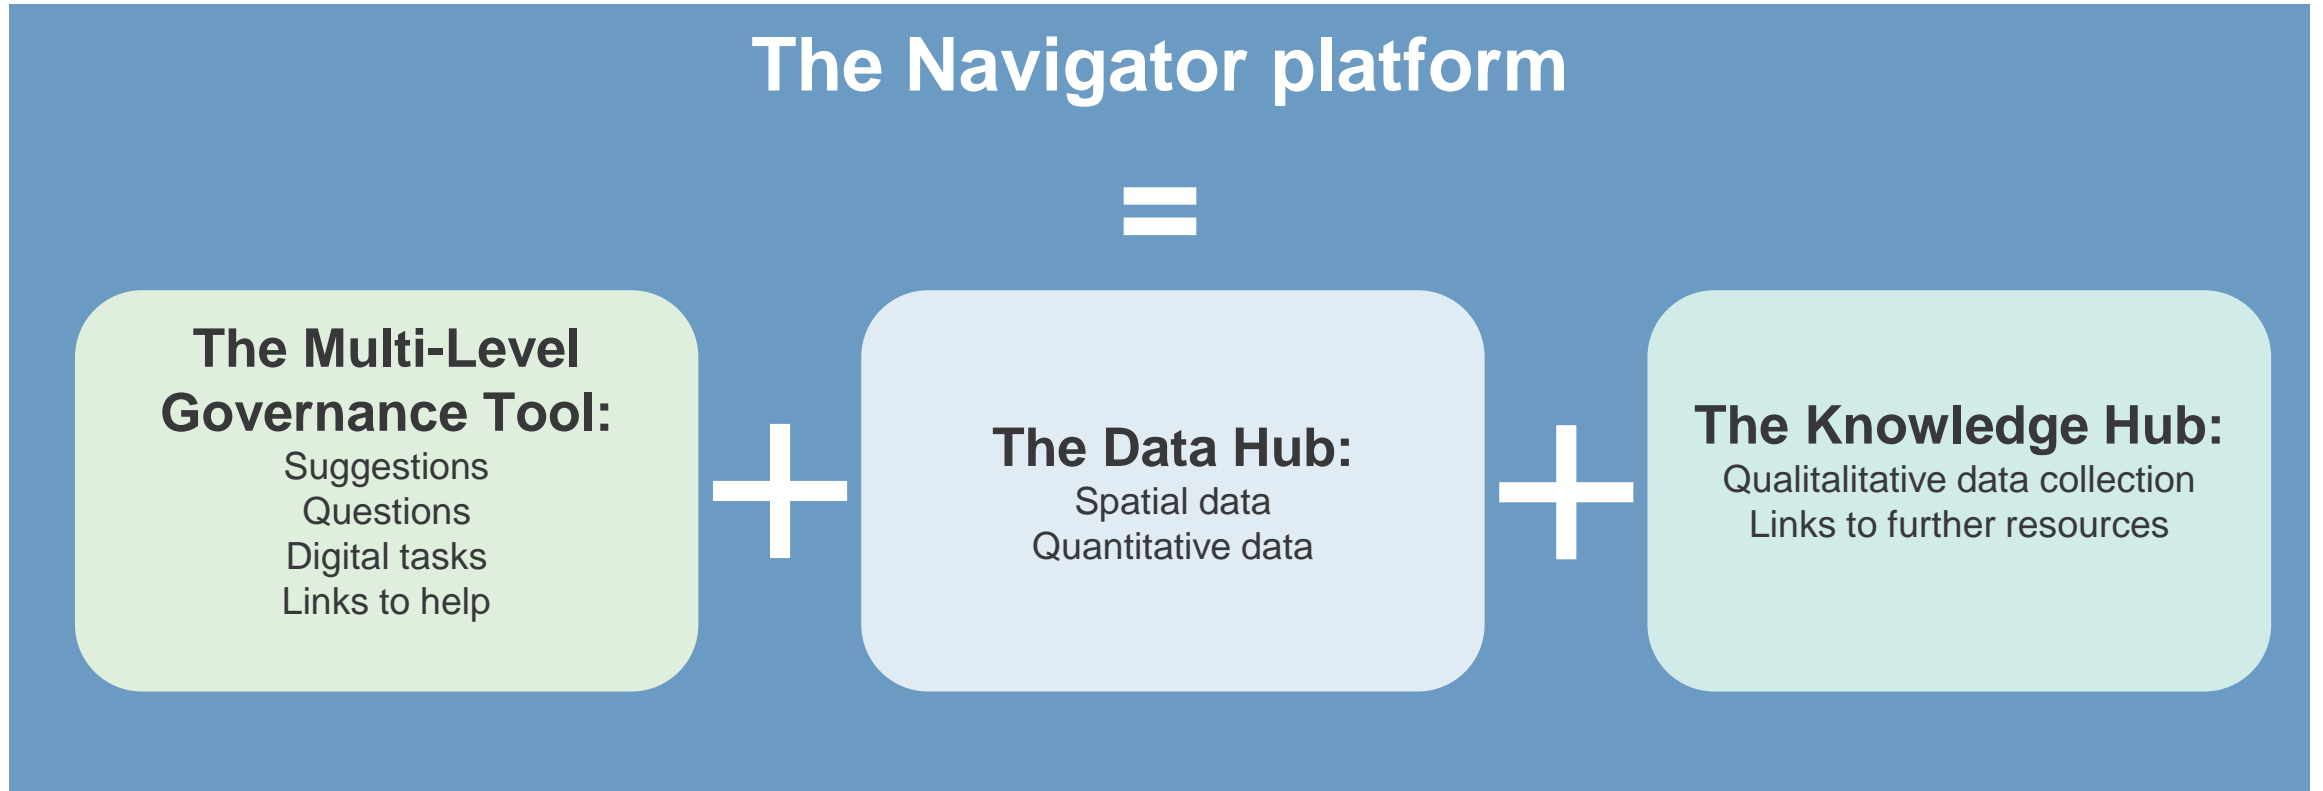 The Navigator platform
=
The Multi-Level
Governance Tool:
Suggestions
Questions
Digital tasks
Links to help
+
The Data Hub:
Spatial data
Quantitative data
+
The Knowledge Hub:
Qualitalitative data collection
Links to further resources